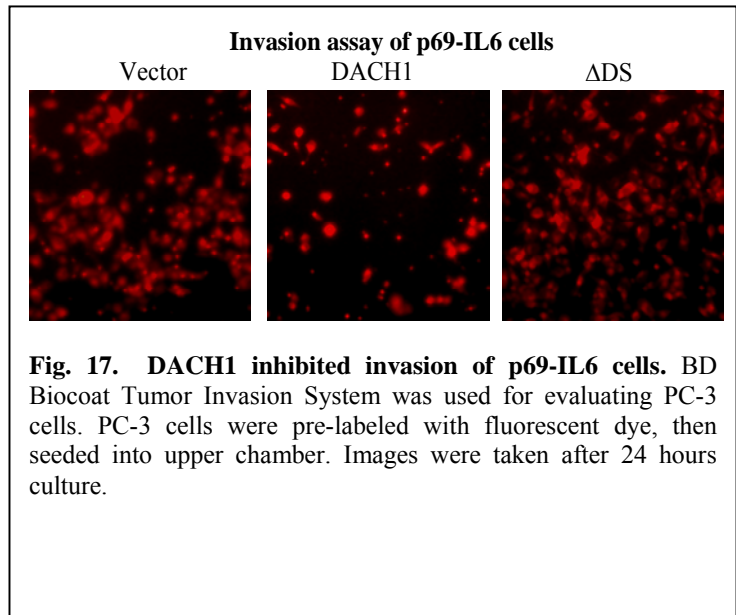 Invasion assay of p69-IL6 cells
Vector DACH1 ΔDS
Fig. 17. DACH1 inhibited invasion of p69-IL6 cells. BD
Biocoat Tumor Invasion System was used for evaluating PC-3
cells. PC-3 cells were pre-labeled with fluorescent dye, then
seeded into upper chamber. Images were taken after 24 hours
culture.